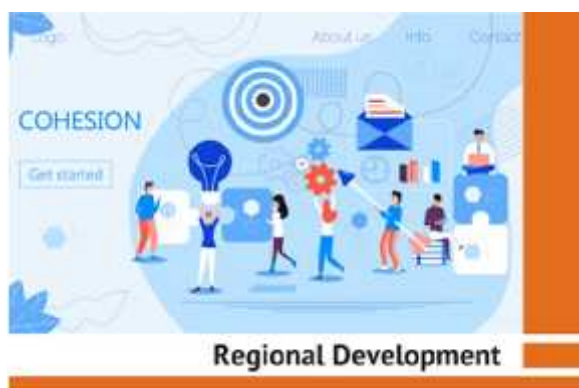 Logo About us Info Contact
COHESION
Get started
Regional Development